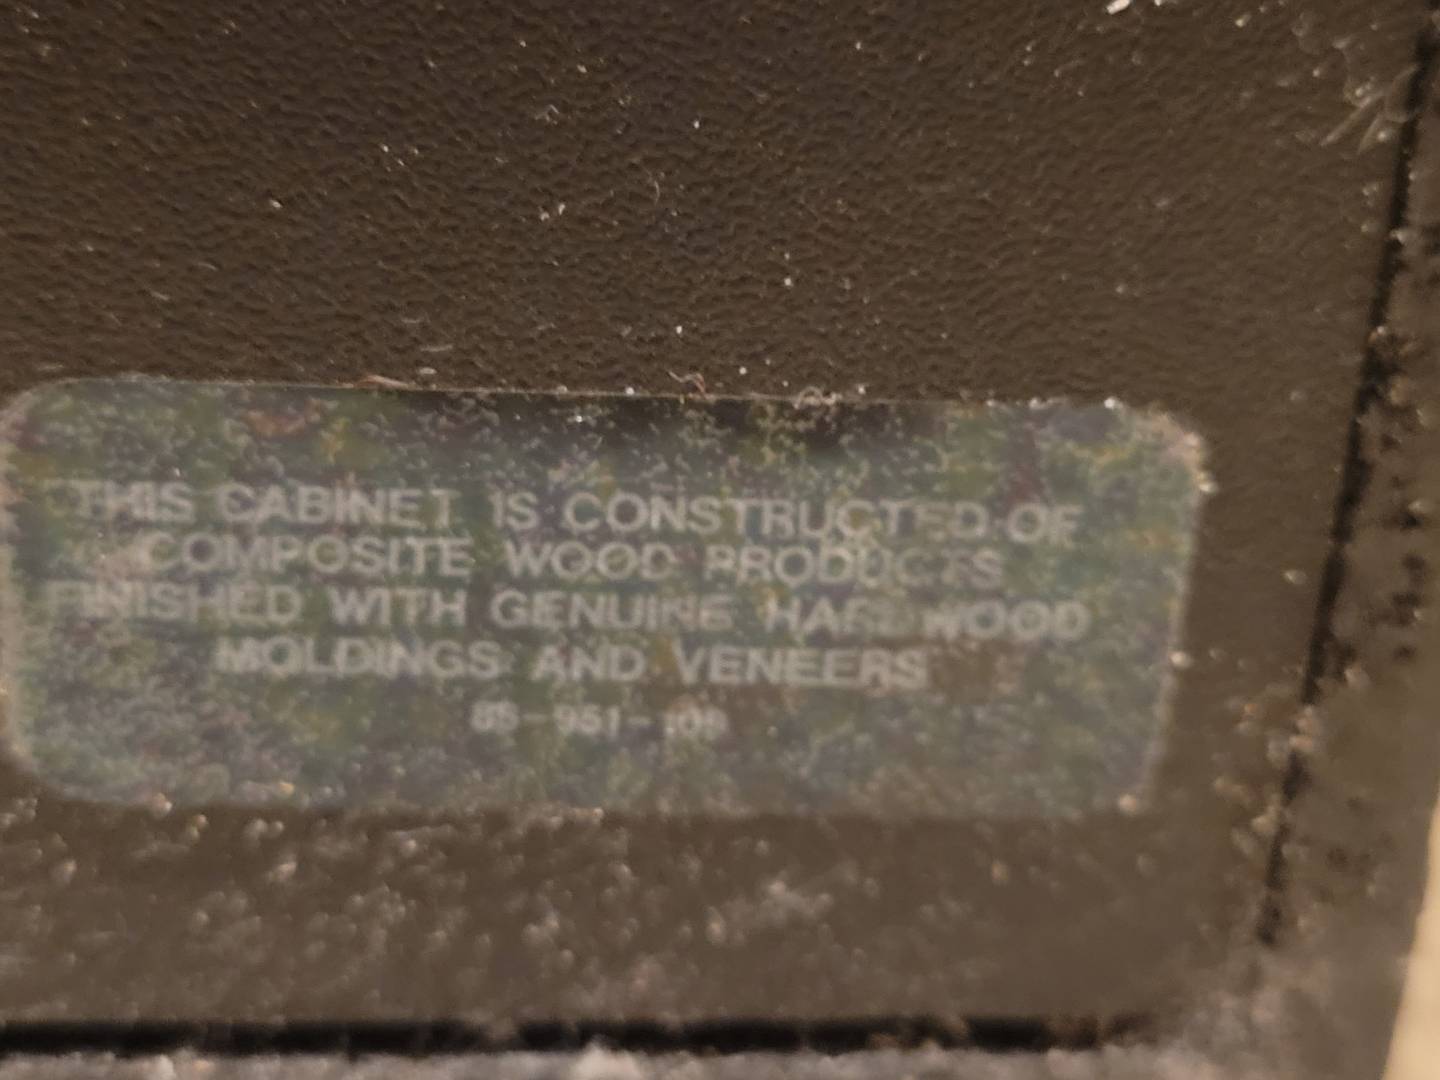 THIS CABINET IS CONSTRUCTED OF
COMPOSITE WOOD PRODUCTS
FINISHED WITH GENUINE HARDWOOD
MOLDINGS AND VENEERS